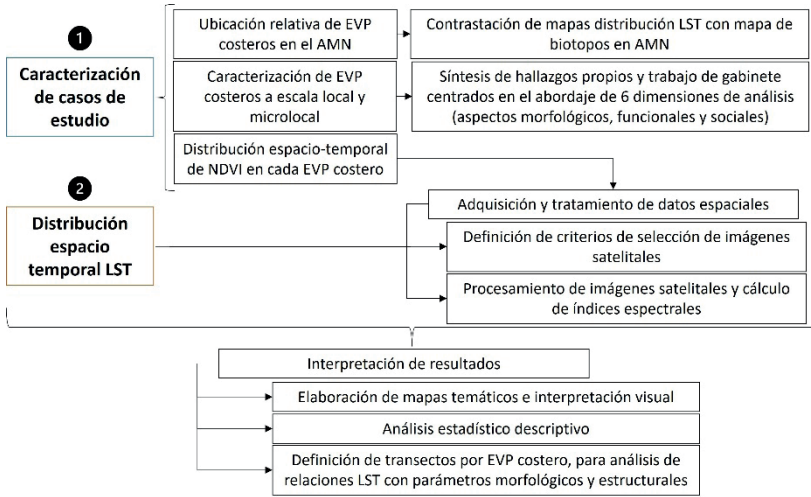 1
Caracterización
de casos de
estudio
Ubicación relativa de EVP
costeros en el AMN
Contrastación de mapas distribución LST con mapa de
biotopos en AMN
Caracterización de EVP
costeros a escala local y
microlocal
Síntesis de hallazgos propios y trabajo de gabinete
centrados en el abordaje de 6 dimensiones de análisis
(aspectos morfológicos, funcionales y sociales)
Distribución espacio-temporal
de NDVI en cada EVP costero
2
Distribución
espacio
temporal LST
Adquisición y tratamiento de datos espaciales
Definición de criterios de selección de imágenes
satelitales
Procesamiento de imágenes satelitales y cálculo
de índices espectrales
Interpretación de resultados
Elaboración de mapas temáticos e interpretación visual
Análisis estadístico descriptivo
Definición de transectos por EVP costero, para análisis de
relaciones LST con parámetros morfológicos y estructurales